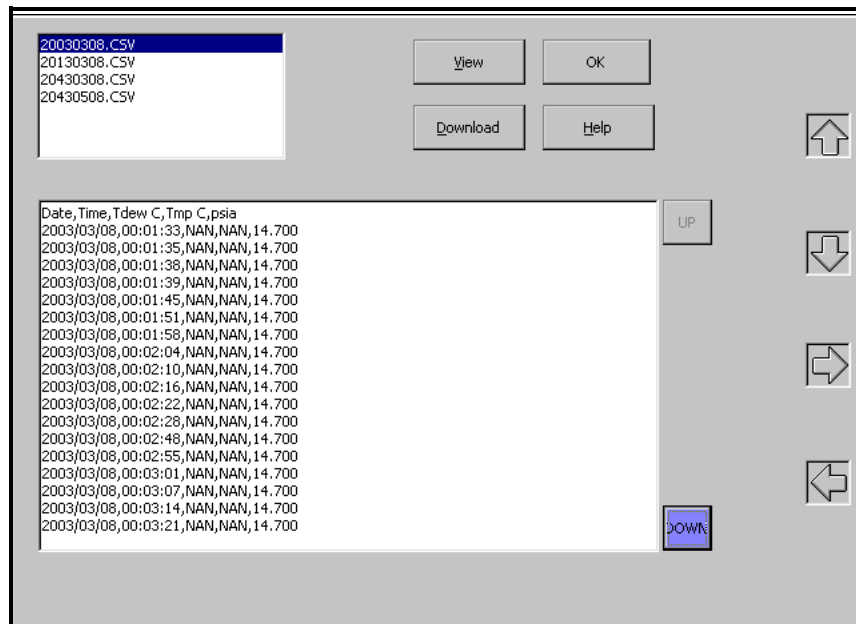 20030308.CSV
20130308.CSV
20430308.CSV
20430508.CSV
View
OK
Download
Help
Date,Time,Tdew C,Tmp C,psia
2003/03/08,00:01:33,NAN,NAN,14.700
2003/03/08,00:01:35,NAN,NAN,14.700
2003/03/08,00:01:38,NAN,NAN,14.700
2003/03/08,00:01:39,NAN,NAN,14.700
2003/03/08,00:01:45,NAN,NAN,14.700
2003/03/08,00:01:51,NAN,NAN,14.700
2003/03/08,00:01:58,NAN,NAN,14.700
2003/03/08,00:02:04,NAN,NAN,14.700
2003/03/08,00:02:10,NAN,NAN,14.700
2003/03/08,00:02:16,NAN,NAN,14.700
2003/03/08,00:02:22,NAN,NAN,14.700
2003/03/08,00:02:28,NAN,NAN,14.700
2003/03/08,00:02:48,NAN,NAN,14.700
2003/03/08,00:02:55,NAN,NAN,14.700
2003/03/08,00:03:01,NAN,NAN,14.700
2003/03/08,00:03:07,NAN,NAN,14.700
2003/03/08,00:03:14,NAN,NAN,14.700
2003/03/08,00:03:21,NAN,NAN,14.700
UP
DOWN